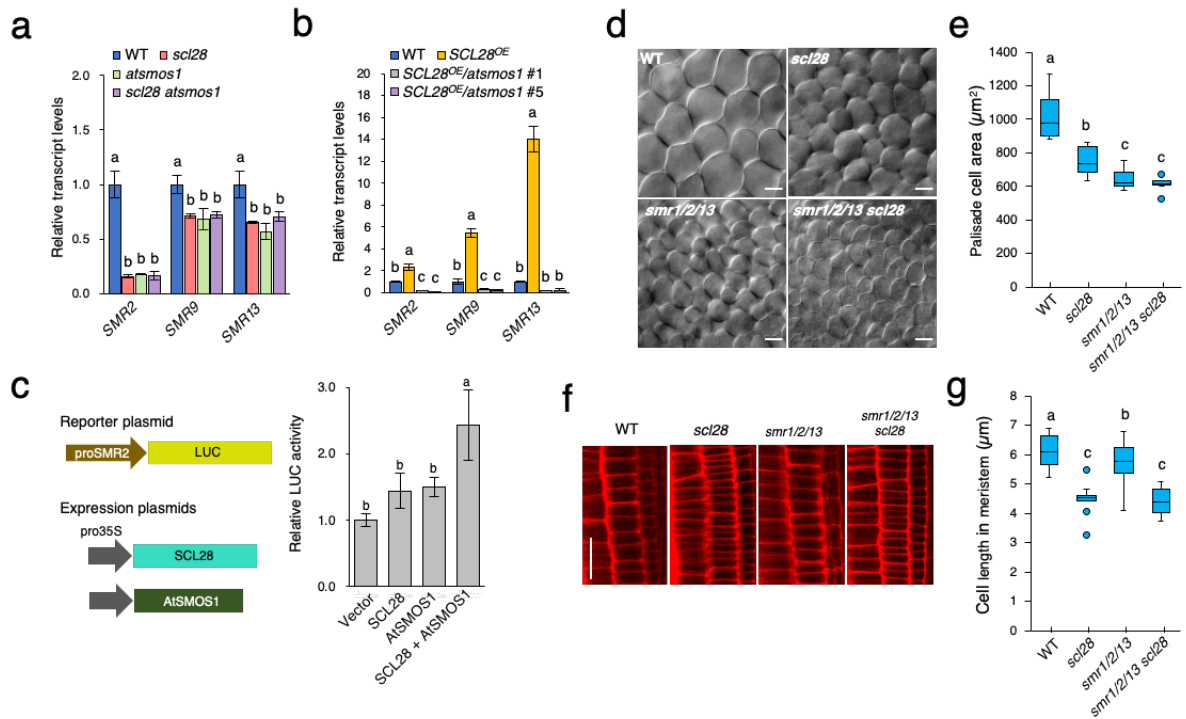 a
WT scl28
atsmos1
scl28 atsmos1
Relative transcript levels
2.0
1.5
1.0
0.5
0
a
b b b
a
b b b
a
b b b
SMR2 SMR9 SMR13
b
WT SCL28OE
SCL28OE/atsmos1 #1
SCL28OE/atsmos1 #5
Relative transcript levels
20
18
16
14
12
10
8
6
4
2
0
b a c c
b a c c
b a b b
SMR2 SMR9 SMR13
c
Reporter plasmid
proSMR2 LUC
Expression plasmids
pro35S
SCL28
AtSMOS1
Relative LUC activity
3.0
2.0
1.0
0.0
b b b a
Vector SCL28 AtSMOS1 SCL28 + AtSMOS1
d
WT scl28
smr1/2/13 smr1/2/13 scl28
e
Palisade cell area (µm²)
1400
1200
1000
800
600
400
200
0
a b c c
WT scl28 smr1/2/13 smr1/2/13 scl28
f
WT scl28 smr1/2/13 smr1/2/13
scl28
g
Cell length in meristem (µm)
8
7
6
5
4
3
2
1
0
a c b c
WT scl28 smr1/2/13 smr1/2/13 scl28